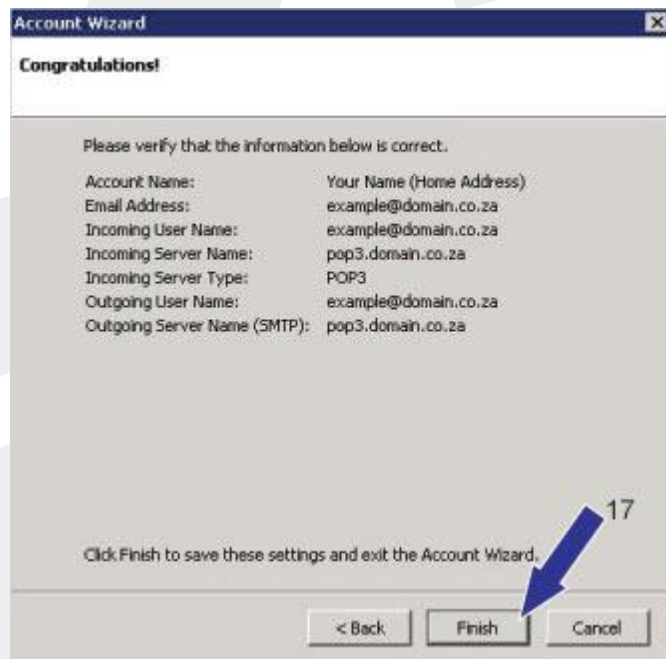 Account Wizard
Congratulations!
Please verify that the information below is correct.
Account Name: Your Name (Home Address)
Email Address: example@domain.co.za
Incoming User Name: example@domain.co.za
Incoming Server Name: pop3.domain.co.za
Incoming Server Type: POP3
Outgoing User Name: example@domain.co.za
Outgoing Server Name (SMTP): pop3.domain.co.za
17
Click Finish to save these settings and exit the Account Wizard.
< Back Finish Cancel